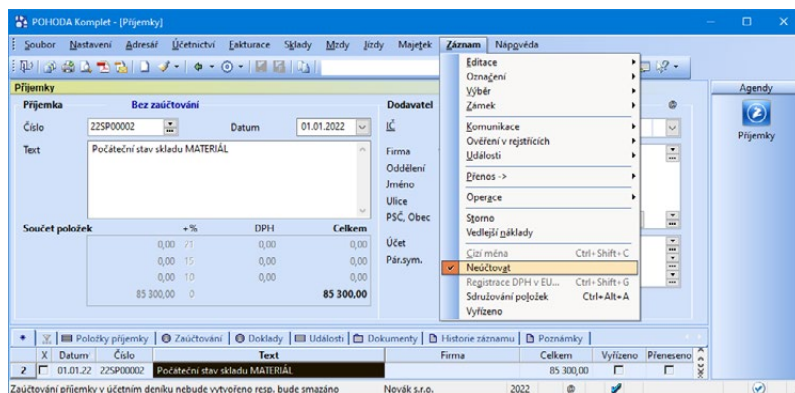 POHODA Komplet - [Příjemky]
Soubor Nastavení Adresář Účetnictví Fakturace Sklady Mzdy Jízdy Majetek Záznam Nápověda
Příjemky
Agendy
Příjemka Bez zaúčtování Dodavatel @
Číslo 22SP00002 Datum 01.01.2022 IČ
Text Počáteční stav skladu MATERIÁL
Firma
Oddělení
Jméno
Ulice
PSČ, Obec
Účet
Pár.sym.
Součet položek +% DPH Celkem
0,00 21 0,00 0,00
0,00 15 0,00 0,00
0,00 10 0,00 0,00
85 300,00 0 85 300,00
Editace
Označení
Výběr
Zámek
Komunikace
Ověření v rejstřících
Události
Přenos ->
Operace
Storno
Vedlejší náklady
Cizí měna Ctrl+Shift+C
Neúčtovat
Registrace DPH v EU... Ctrl+Shift+G
Sdružování položek Ctrl+Alt+A
Vyřízeno
Příjemky
* Položky příjemky Zaúčtování Doklady Události Dokumenty Historie záznamu Poznámky
X Datum Číslo Text Firma Celkem Vyřízeno Přeneseno
2 01.01.22 22SP00002 Počáteční stav skladu MATERIÁL 85 300,00
Zaúčtování příjemky v účetním deníku nebude vytvořeno resp. bude smazáno Novák s.r.o. 2022 @